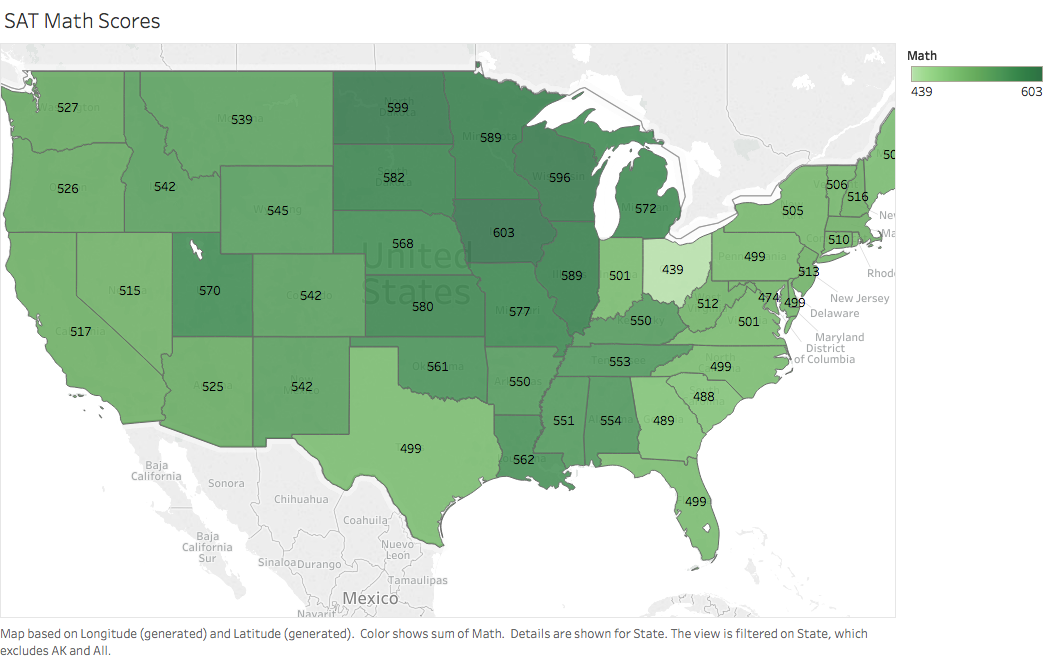 SAT Math Scores
Math
439 603
527
539
599
589
526
542
545
582
596
572
506
516
505
510
603
568
570
542
515
517
580
577
589
501
439
499
513
474
499
512
501
550
553
499
488
489
554
551
550
561
562
525
542
499
499
United
States
New Jersey
Delaware
Maryland
District
of Columbia
Baja
California
Sonora
Chihuahua
Coahuila
Baja
California
Sur
Sinaloa
Durango
Nuevo
Leon
Tamaulipas
Mexico
Map based on Longitude (generated) and Latitude (generated). Color shows sum of Math. Details are shown for State. The view is filtered on State, which
excludes AK and All.